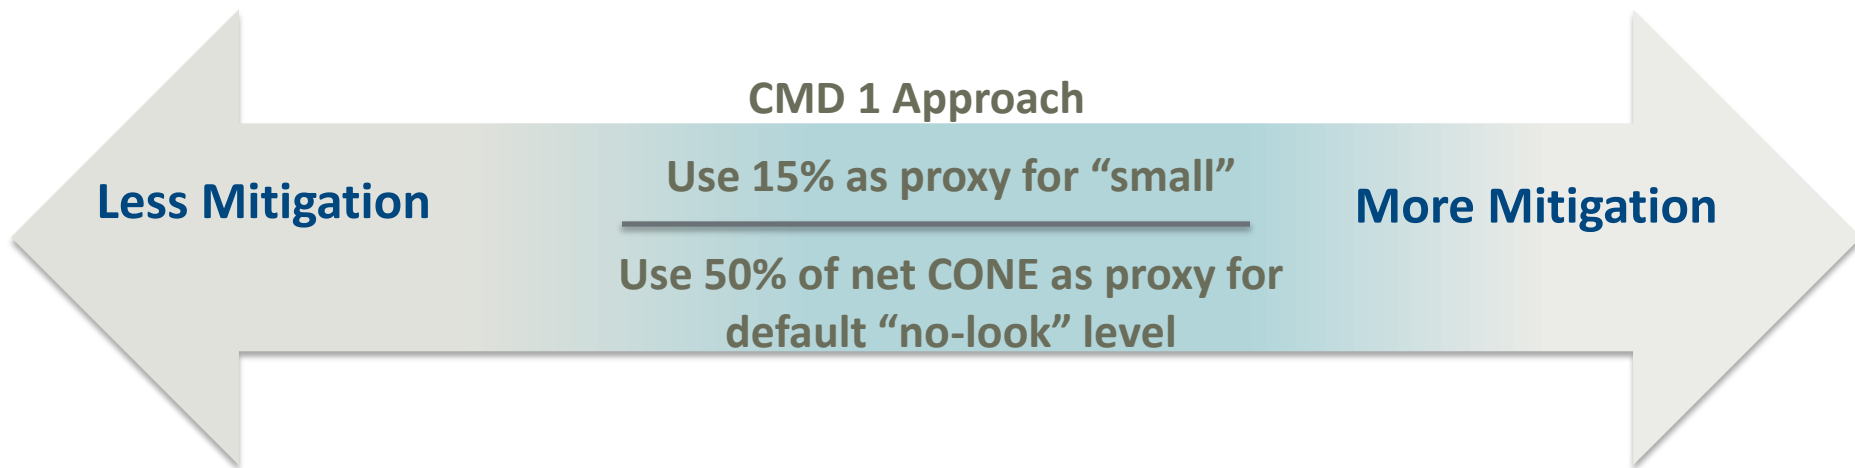 CMD 1 Approach
Less Mitigation
Use 15% as proxy for “small”
Use 50% of net CONE as proxy for
default “no-look” level
More Mitigation